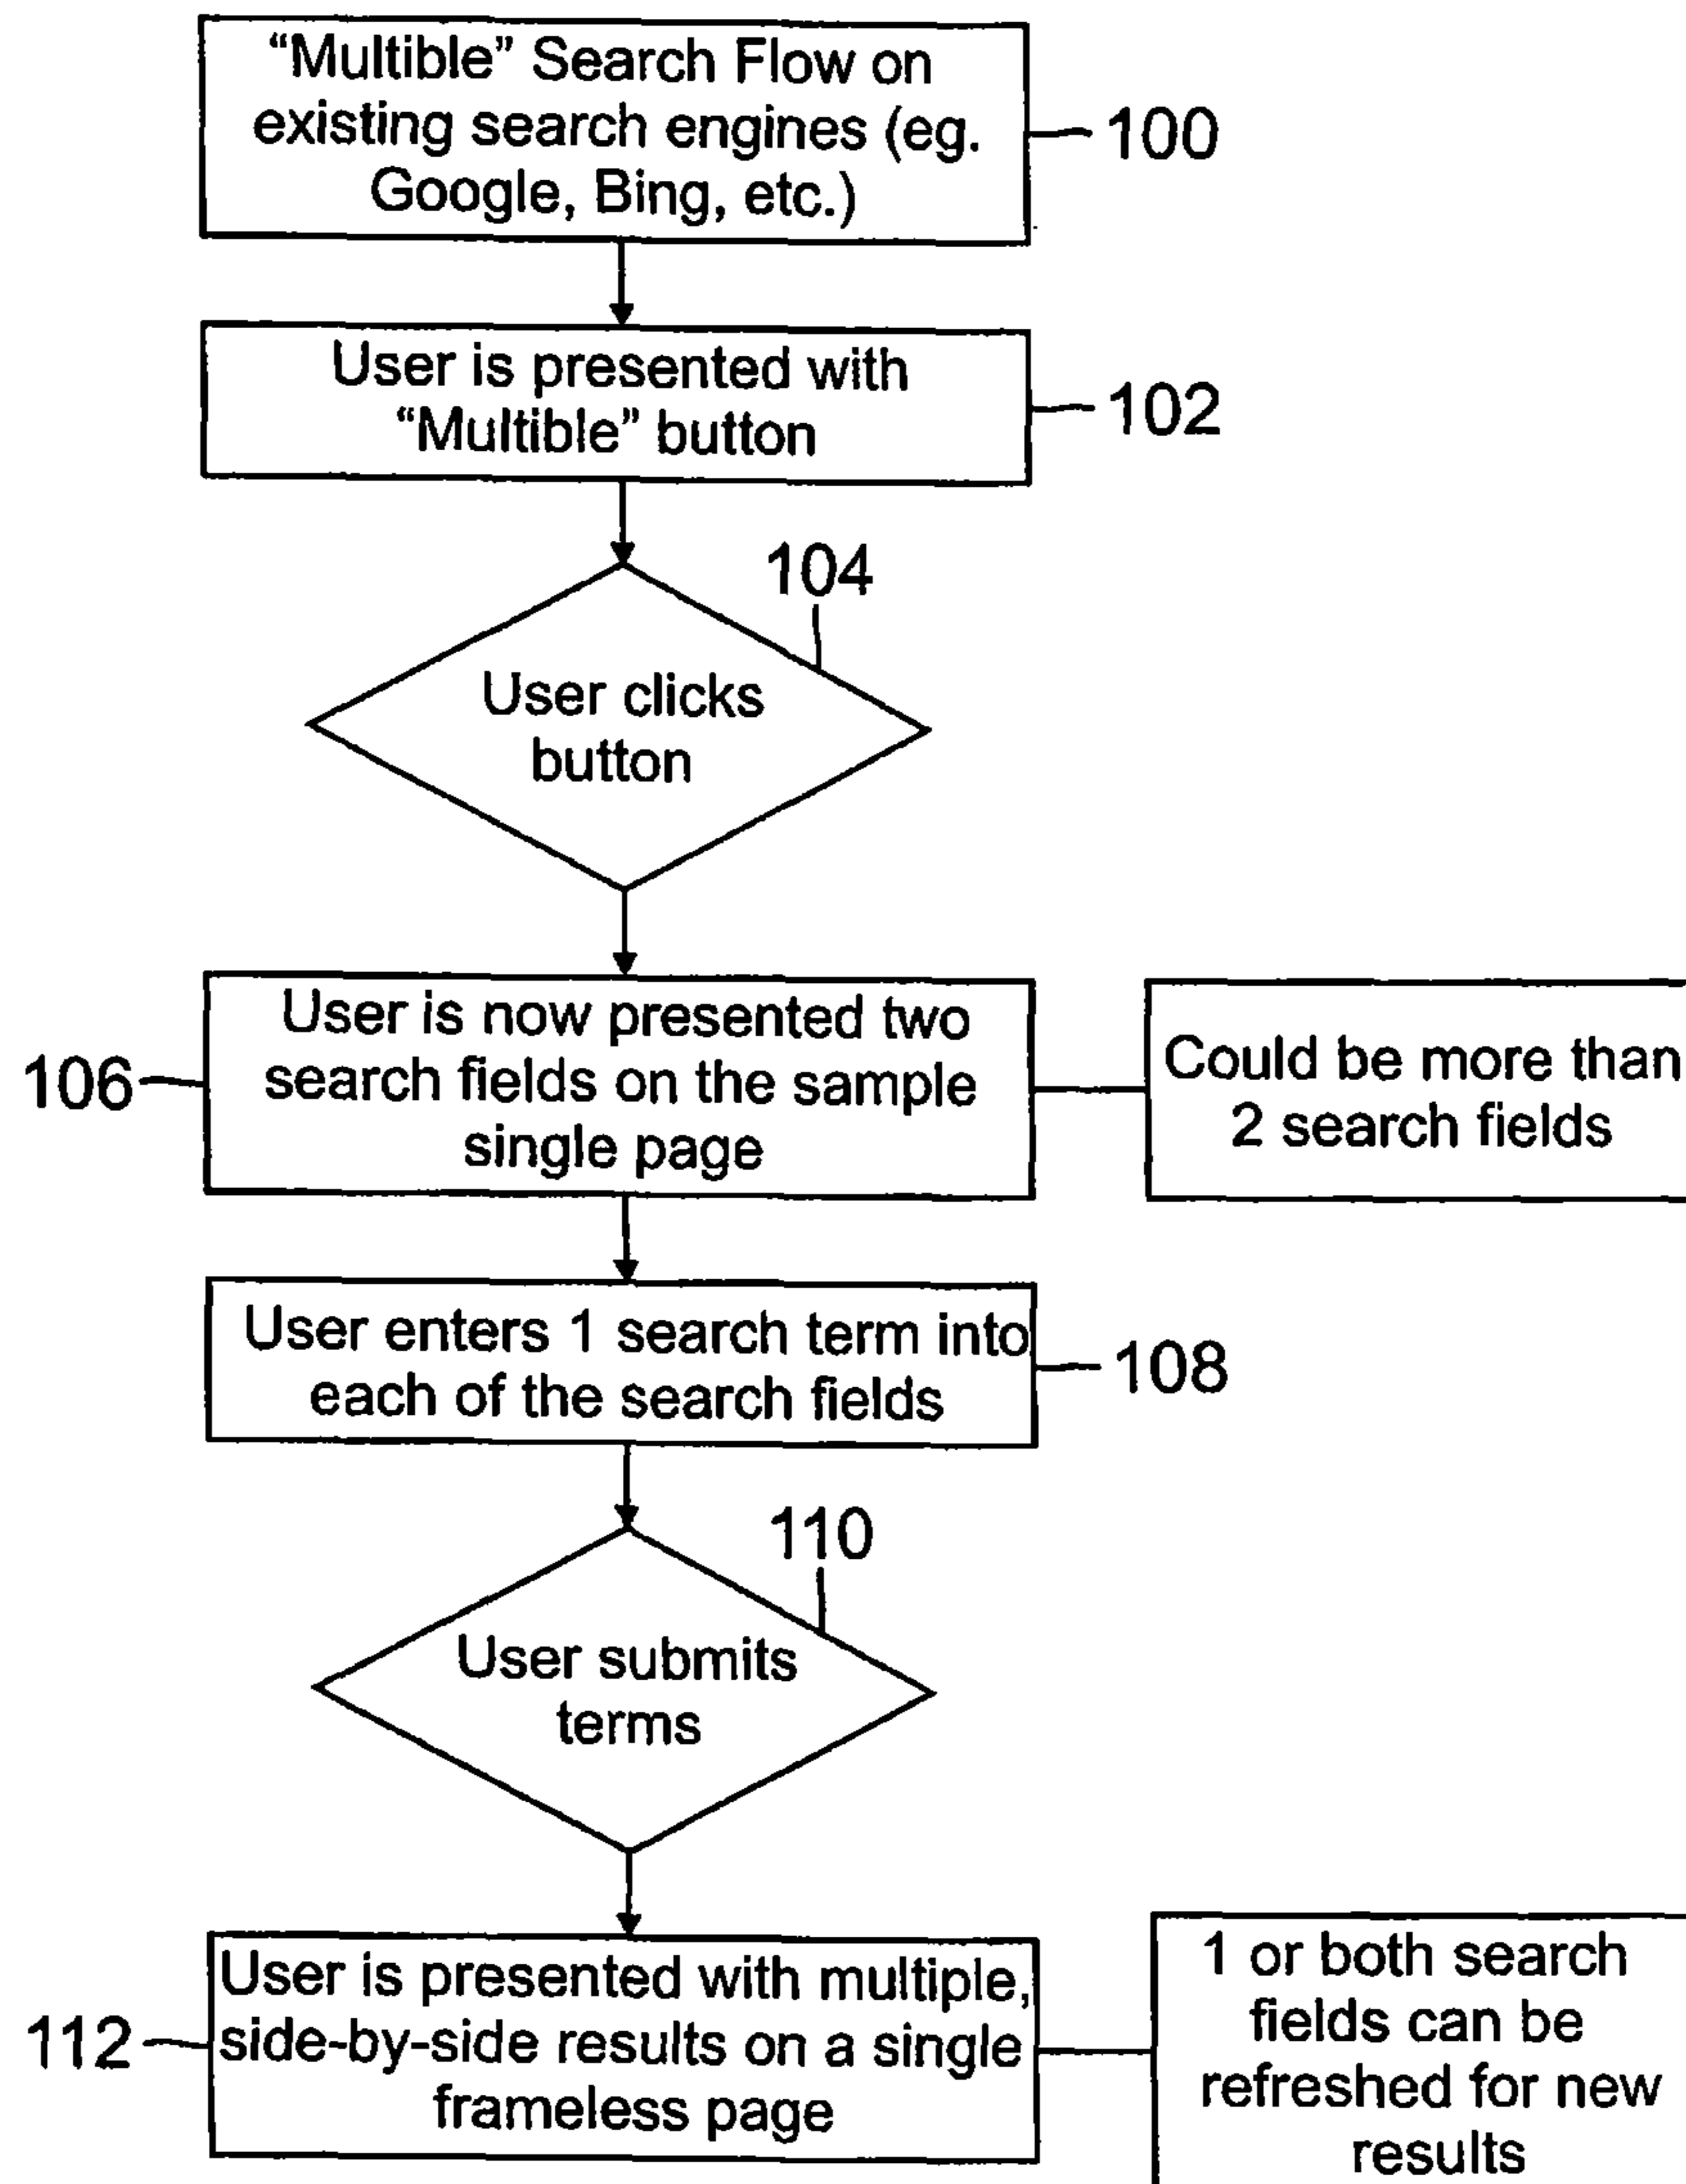 “Multible” Search Flow on
existing search engines (eg.
Google, Bing, etc.)
100
User is presented with
“Multible” button
102
104
User clicks
button
106
User is now presented two
search fields on the sample
single page
Could be more than
2 search fields
User enters 1 search term into
each of the search fields
108
110
User submits
terms
112
User is presented with multiple,
side-by-side results on a single
frameless page
1 or both search
fields can be
refreshed for new
results